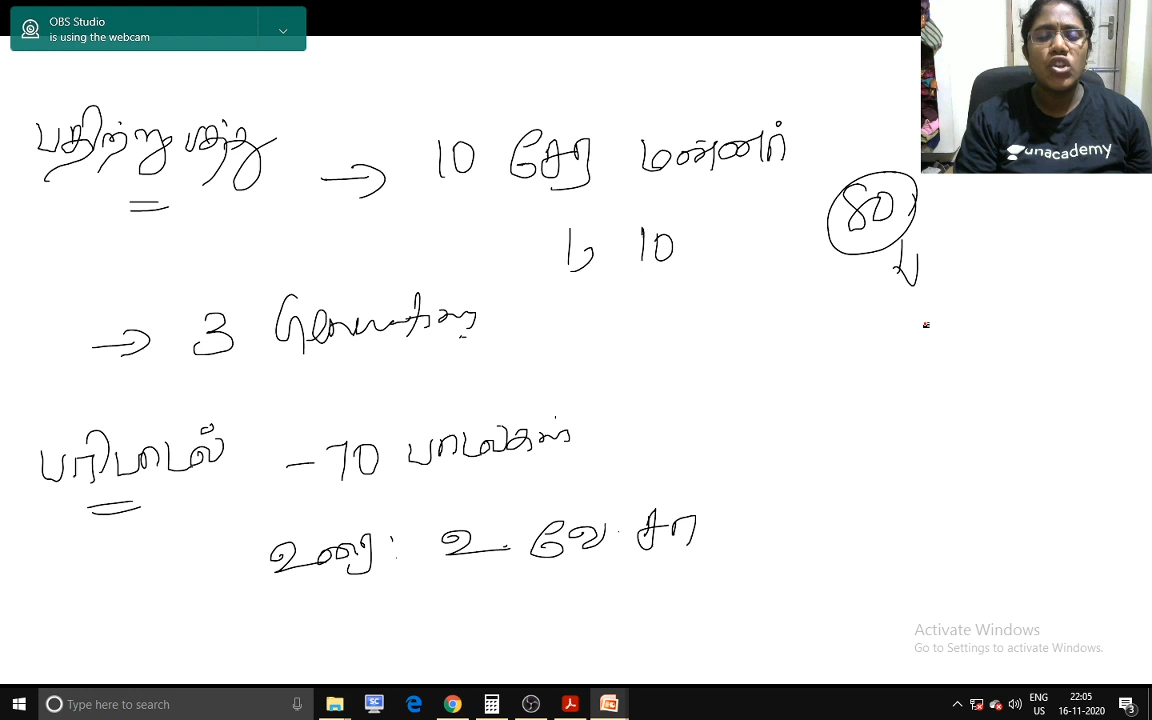 OBS Studio
is using the webcam
unacademy
பதிற்று பத்து → 10 சேர மன்னர்
↳ 10
80
→ 3 Generation
பரிபாடல் - 70 பாடல்கள்
உரை: உ. வே. சா
Activate Windows
Go to Settings to activate Windows.
Type here to search
ENG
US
22:05
16-11-2020
3